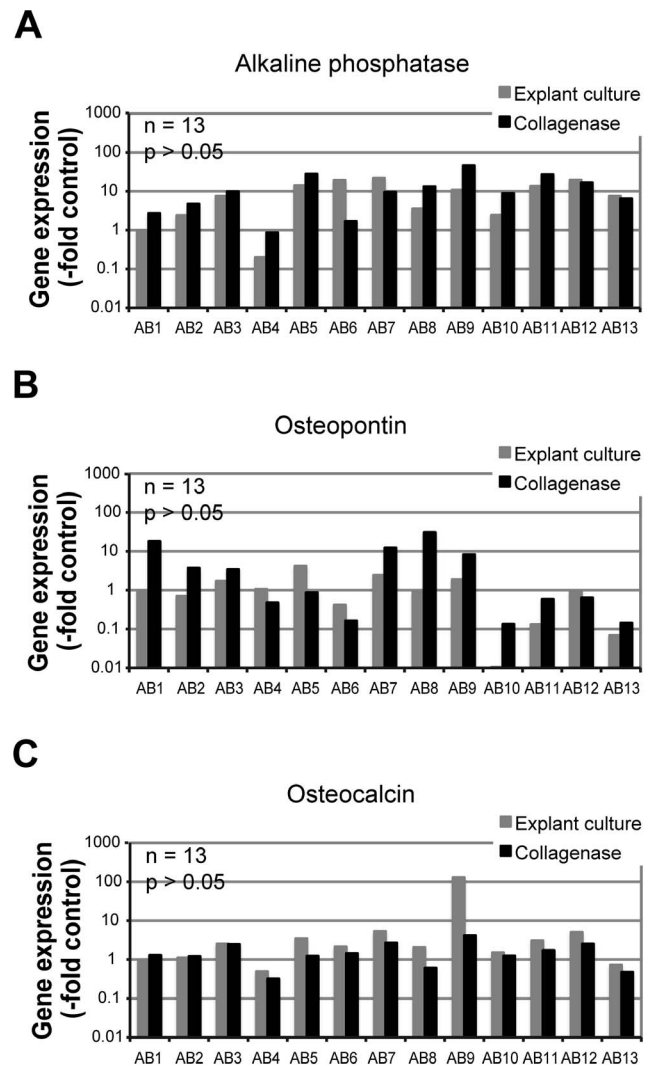 A
Alkaline phosphatase
Explant culture
Collagenase
n = 13
p > 0.05
Gene expression
(-fold control)
1000
100
10
1
0.1
0.01
AB1 AB2 AB3 AB4 AB5 AB6 AB7 AB8 AB9 AB10 AB11 AB12 AB13
B
Osteopontin
Explant culture
Collagenase
n = 13
p > 0.05
Gene expression
(-fold control)
1000
100
10
1
0.1
0.01
AB1 AB2 AB3 AB4 AB5 AB6 AB7 AB8 AB9 AB10 AB11 AB12 AB13
C
Osteocalcin
Explant culture
Collagenase
n = 13
p > 0.05
Gene expression
(-fold control)
1000
100
10
1
0.1
0.01
AB1 AB2 AB3 AB4 AB5 AB6 AB7 AB8 AB9 AB10 AB11 AB12 AB13